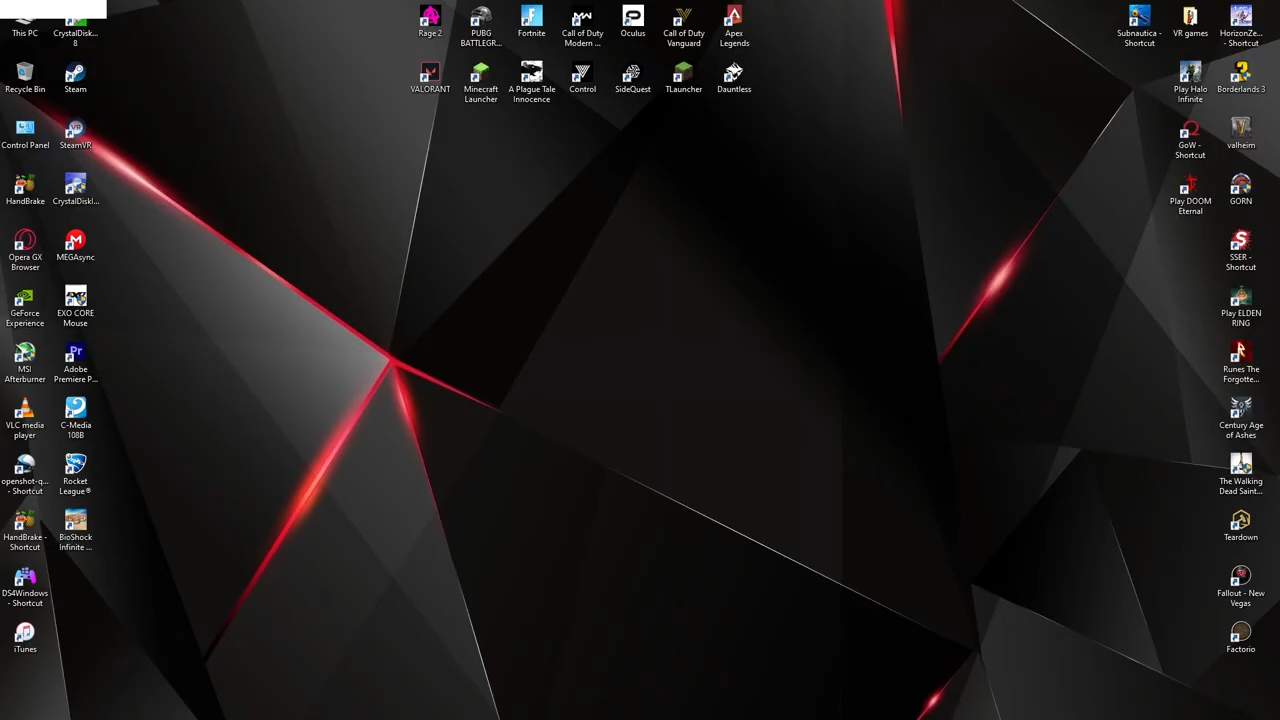 This PC
CrystalDisk...
8
Rage 2
PUBG
BATTLEGR...
Fortnite
Call of Duty
Modern ...
Oculus
Call of Duty
Vanguard
Apex
Legends
Subnautica -
Shortcut
VR games
HorizonZe...
- Shortcut
Recycle Bin
Steam
VALORANT
Minecraft
Launcher
A Plague Tale
Innocence
Control
SideQuest
TLauncher
Dauntless
Play Halo
Infinite
Borderlands 3
Control Panel
SteamVR
GoW -
Shortcut
valheim
HandBrake
CrystalDiskI...
Play DOOM
Eternal
GORN
Opera GX
Browser
MEGAsync
SSER -
Shortcut
GeForce
Experience
EXO CORE
Mouse
Play ELDEN
RING
MSI
Afterburner
Adobe
Premiere P...
Runes The
Forgotte...
VLC media
player
C-Media
108B
Century Age
of Ashes
openshot-q...
- Shortcut
Rocket
League®
The Walking
Dead Saint...
HandBrake -
Shortcut
BioShock
Infinite ...
Teardown
DS4Windows
- Shortcut
Fallout - New
Vegas
iTunes
Factorio